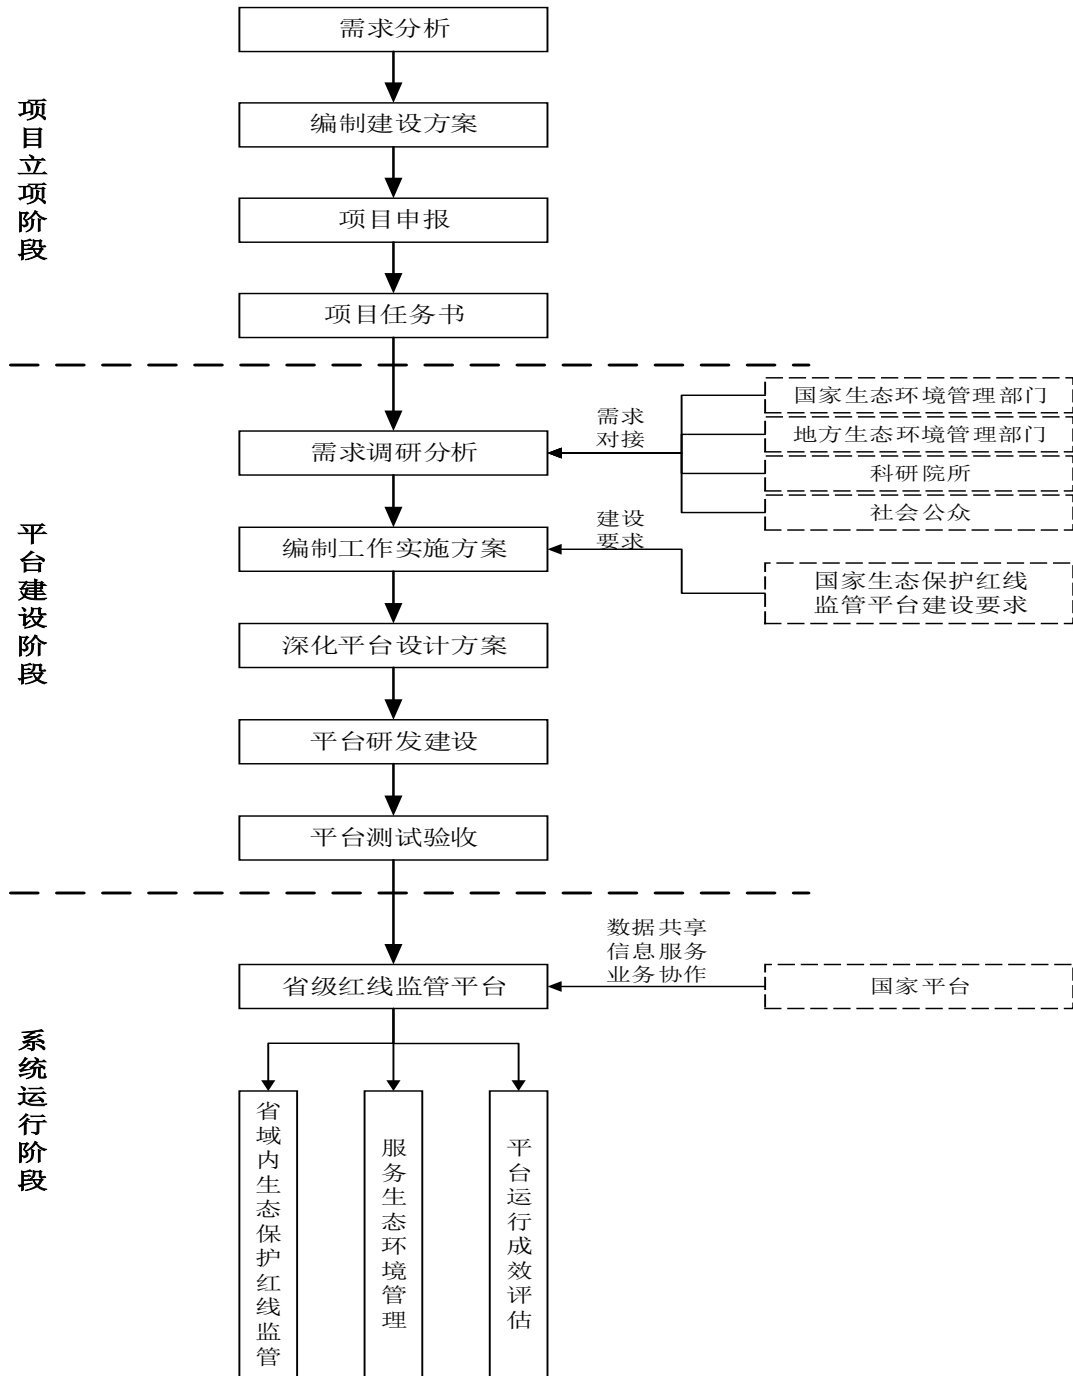 项目立项阶段
需求分析
编制建设方案
项目申报
项目任务书
平台建设阶段
需求调研分析
需求
对接
国家生态环境管理部门
地方生态环境管理部门
科研院所
社会公众
编制工作实施方案
建设
要求
国家生态保护红线
监管平台建设要求
深化平台设计方案
平台研发建设
平台测试验收
系统运行阶段
省级红线监管平台
数据共享
信息服务
业务协作
国家平台
省域内生态保护红线监管
服务生态环境管理
平台运行成效评估